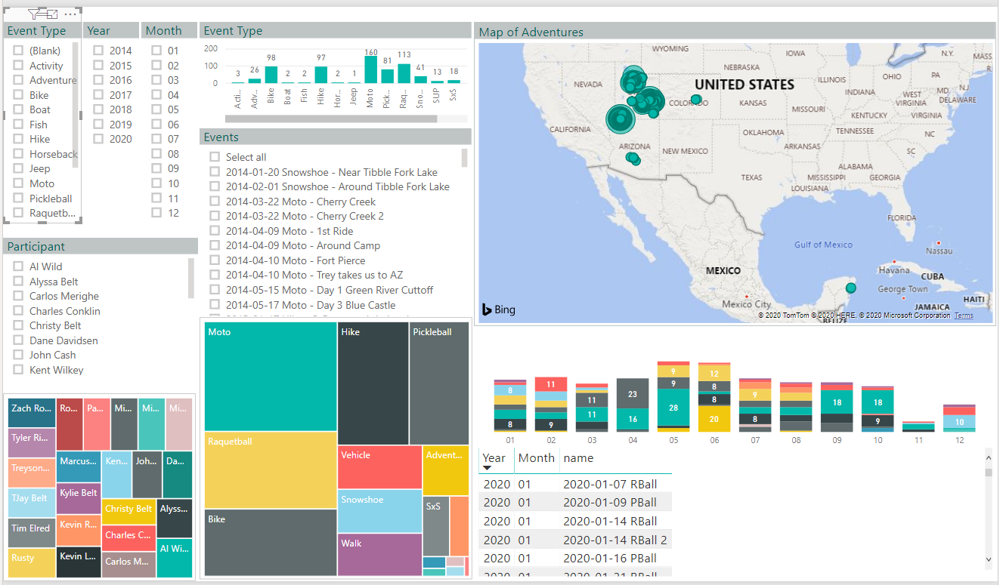 Event Type
(Blank)
Activity
Adventure
Bike
Boat
Fish
Hike
Horseback
Jeep
Moto
Pickleball
Raquetb...
Year
2014
2015
2016
2017
2018
2019
2020
Month
01
02
03
04
05
06
07
08
09
10
11
12
Event Type
200
100
0
3
26
98
2
2
97
2
1
160
81
113
41
13
18
Acti...
Adv...
Bike
Boat
Fish
Hike
Hor...
Jeep
Moto
Pick...
Raq...
Sno...
SUP
SxS
Events
Select all
2014-01-20 Snowshoe - Near Tibble Fork Lake
2014-02-01 Snowshoe - Around Tibble Fork Lake
2014-03-22 Moto - Cherry Creek
2014-03-22 Moto - Cherry Creek 2
2014-04-09 Moto - 1st Ride
2014-04-09 Moto - Around Camp
2014-04-10 Moto - Fort Pierce
2014-04-10 Moto - Trey takes us to AZ
2014-05-15 Moto - Day 1 Green River Cuttoff
2014-05-17 Moto - Day 3 Blue Castle
Map of Adventures
WYOMING
IOWA
N.Y.
MASS
NEBRASKA
NEVADA
UNITED STATES
ILLINOIS
OHIO
PA
N.J.
INDIANA
MD
COLORADO
KANSAS
WEST
VIRGINIA
DELAWARE
MISSOURI
KENTUCKY
VIRGINIA
CALIFORNIA
OKLAHOMA
TENNESSEE
NC
ARIZONA
NEW MEXICO
ARKANSAS
SC
ALABAMA
TEXAS
MISSISSIPPI
GEORGIA
LOUISIANA
FLORIDA
Gulf of Mexico
Nassau
MEXICO
Havana
CUBA
George Town
Mexico City
HAITI
JAMAICA
Bing
© 2020 TomTom © 2020 HERE, © 2020 Microsoft Corporation Terms
BELIZE
Participant
Al Wild
Alyssa Belt
Carlos Merighe
Charles Conklin
Christy Belt
Dane Davidsen
John Cash
Kent Wilkey
Zach Ro...
Tyler Ri...
Treyson...
TJay Belt
Tim Elred
Rusty
Ro...
Pa...
Mi...
Mi...
Mi...
Marcus...
Ken...
Joh...
Da...
Kylie Belt
Christy Belt
Alyss...
Kevin R...
Charles C...
Al Wi...
Kevin L...
Carlos M...
Moto
Raquetball
Bike
Hike
Pickleball
Vehicle
Advent...
Snowshoe
SxS
Walk
8
8
11
9
11
11
23
16
9
9
28
12
8
8
20
9
8
18
18
9
10
01
02
03
04
05
06
07
08
09
10
11
12
Year Month name
2020 01 2020-01-07 RBall
2020 01 2020-01-09 PBall
2020 01 2020-01-14 RBall
2020 01 2020-01-14 RBall 2
2020 01 2020-01-16 PBall
2020 01 2020-01-21 RBall